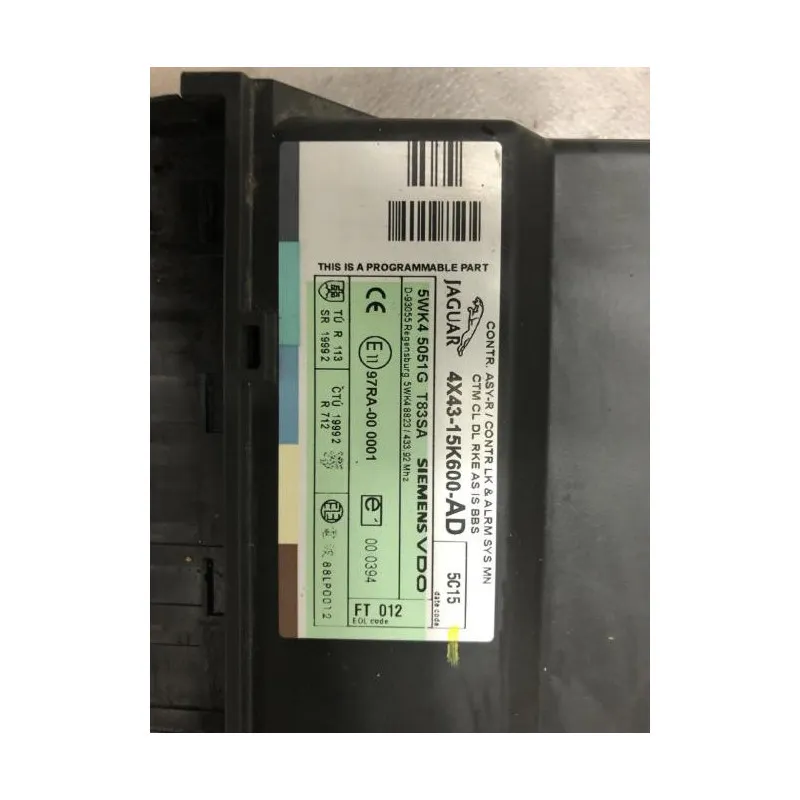 THIS IS A PROGRAMMABLE PART
CONTR. ASY-R / CONTR LK & ALRM SYS MN
CTM CL DL RKE AS IS BBS
JAGUAR 4X43-15K600-AD 5C15
date code
5WK4 5051G T83SA SIEMENS VDO
D-93055 Regensburg 5WK4 8823 / 433.92 Mhz
CE E11 97RA-00 0001 e 00 0394
TÜ R 113
SR 1999 2
ČTÚ 1999 2
R 712
88LP0012
FT 012
EOL code